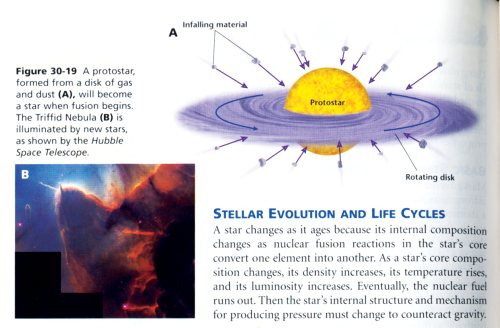 Infalling material
A
Figure 30-19 A protostar,
formed from a disk of gas
and dust (A), will become
a star when fusion begins.
The Triffid Nebula (B) is
illuminated by new stars,
as shown by the Hubble
Space Telescope.
Protostar
Rotating disk
B
STELLAR EVOLUTION AND LIFE CYCLES
A star changes as it ages because its internal composition
changes as nuclear fusion reactions in the star's core
convert one element into another. As a star's core compo-
sition changes, its density increases, its temperature rises,
and its luminosity increases. Eventually, the nuclear fuel
runs out. Then the star's internal structure and mechanism
for producing pressure must change to counteract gravity.